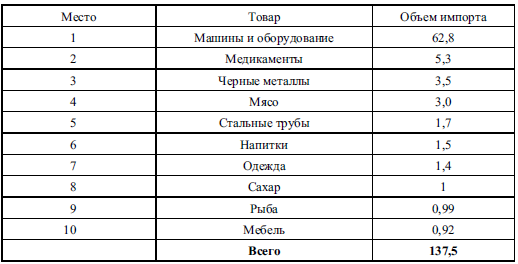 Место Товар Объем импорта
1 Машины и оборудование 62,8
2 Медикаменты 5,3
3 Черные металлы 3,5
4 Мясо 3,0
5 Стальные трубы 1,7
6 Напитки 1,5
7 Одежда 1,4
8 Сахар 1
9 Рыба 0,99
10 Мебель 0,92
Всего 137,5